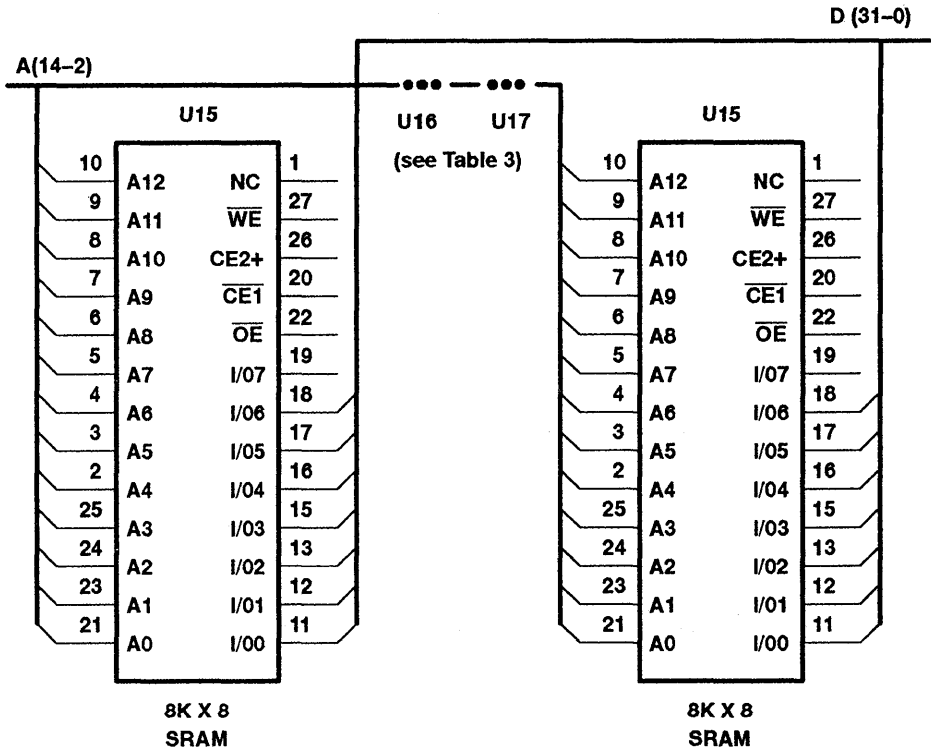 D (31–0)
A(14–2)
U15
U16 U17
(see Table 3)
U15
10 A12 NC 1
9 A11 WE 27
8 A10 CE2+ 26
7 A9 CE1 20
6 A8 OE 22
5 A7 I/07 19
4 A6 I/06 18
3 A5 I/05 17
2 A4 I/04 16
25 A3 I/03 15
24 A2 I/02 13
23 A1 I/01 12
21 A0 I/00 11
8K X 8
SRAM
10 A12 NC 1
9 A11 WE 27
8 A10 CE2+ 26
7 A9 CE1 20
6 A8 OE 22
5 A7 I/07 19
4 A6 I/06 18
3 A5 I/05 17
2 A4 I/04 16
25 A3 I/03 15
24 A2 I/02 13
23 A1 I/01 12
21 A0 I/00 11
8K X 8
SRAM